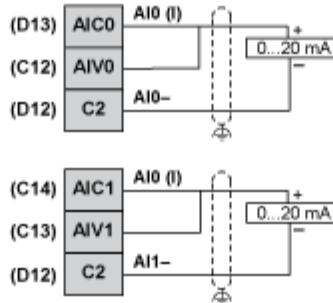 AI0 (I)
(D13) AIC0
+
0...20 mA
(C12) AIV0
–
(D12) C2 AI0–
AI0 (I)
(C14) AIC1
+
0...20 mA
(C13) AIV1
–
(D12) C2 AI1–